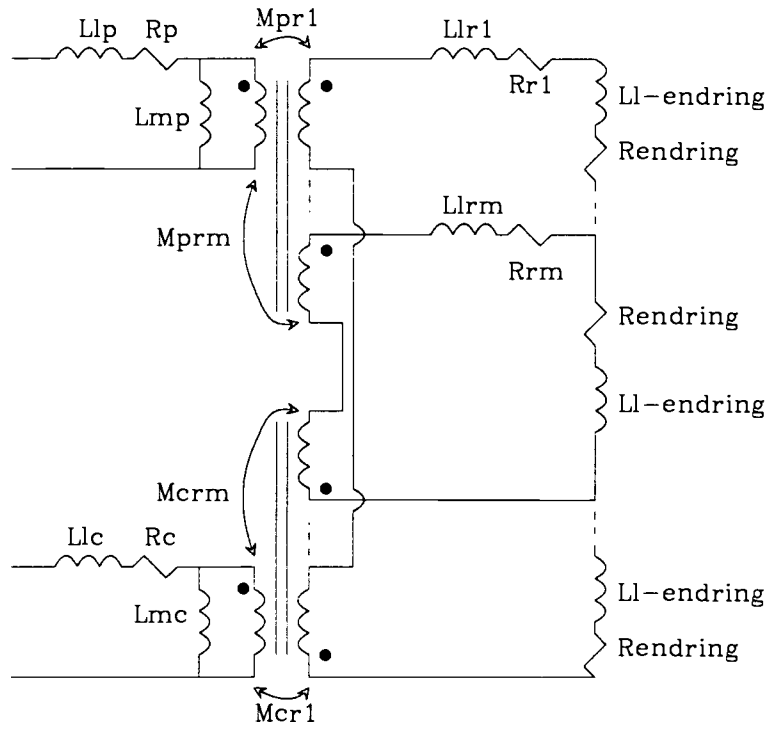 Mpr1
Llp Rp
Llr1
Rr1
Lmp
Ll-endring
Rendring
Llrm
Mprm
Rrm
Rendring
Ll-endring
Mcrm
Llc Rc
Lmc
Ll-endring
Rendring
Mcr1